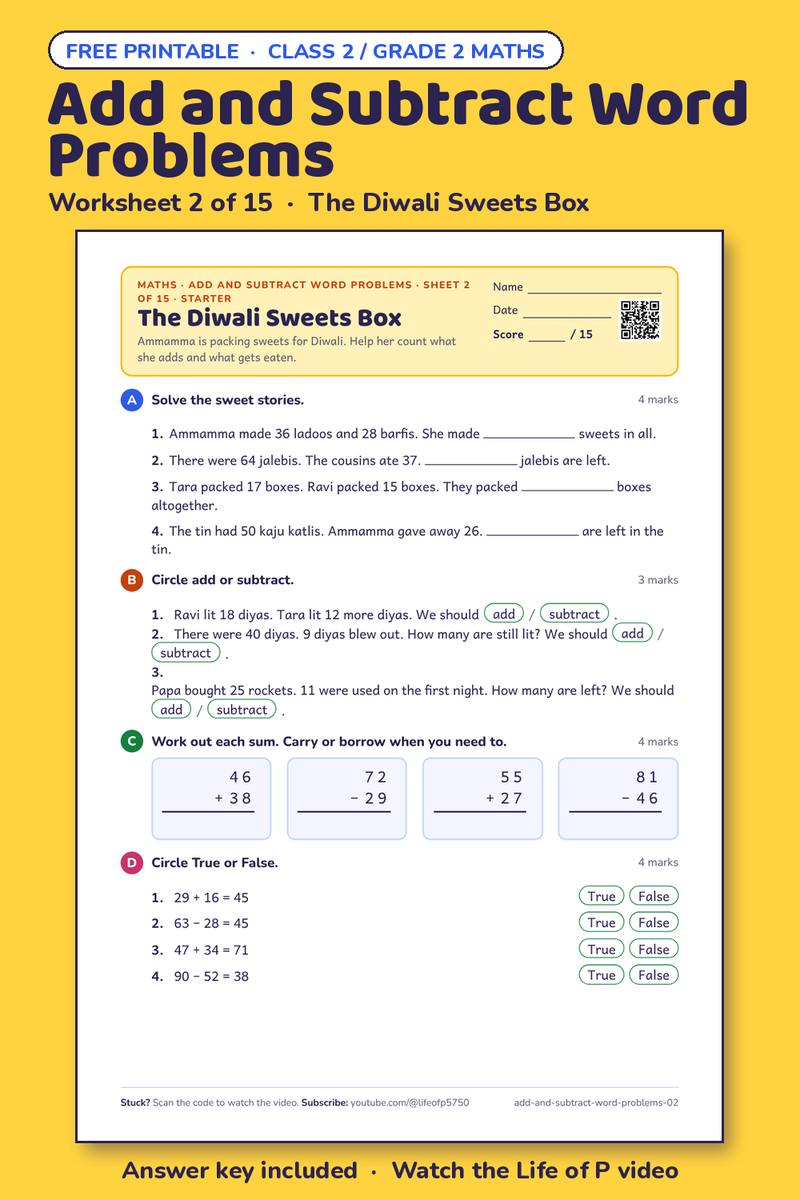 FREE PRINTABLE · CLASS 2 / GRADE 2 MATHS
Add and Subtract Word
Problems
Worksheet 2 of 15 · The Diwali Sweets Box
MATHS · ADD AND SUBTRACT WORD PROBLEMS · SHEET 2
OF 15 · STARTER
The Diwali Sweets Box
Ammamma is packing sweets for Diwali. Help her count what
she adds and what gets eaten.
Name
Date
Score / 15
A Solve the sweet stories. 4 marks
1. Ammamma made 36 ladoos and 28 barfis. She made ____________ sweets in all.
2. There were 64 jalebis. The cousins ate 37. ____________ jalebis are left.
3. Tara packed 17 boxes. Ravi packed 15 boxes. They packed ____________ boxes
altogether.
4. The tin had 50 kaju katlis. Ammamma gave away 26. ____________ are left in the
tin.
B Circle add or subtract. 3 marks
1. Ravi lit 18 diyas. Tara lit 12 more diyas. We should add / subtract .
2. There were 40 diyas. 9 diyas blew out. How many are still lit? We should add /
subtract .
3.
Papa bought 25 rockets. 11 were used on the first night. How many are left? We should
add / subtract .
C Work out each sum. Carry or borrow when you need to. 4 marks
46 72 55 81
+ 38 − 29 + 27 − 46
D Circle True or False. 4 marks
1. 29 + 16 = 45 True False
2. 63 − 28 = 45 True False
3. 47 + 34 = 71 True False
4. 90 − 52 = 38 True False
Stuck? Scan the code to watch the video. Subscribe: youtube.com/@lifeofp5750 add-and-subtract-word-problems-02
Answer key included · Watch the Life of P video